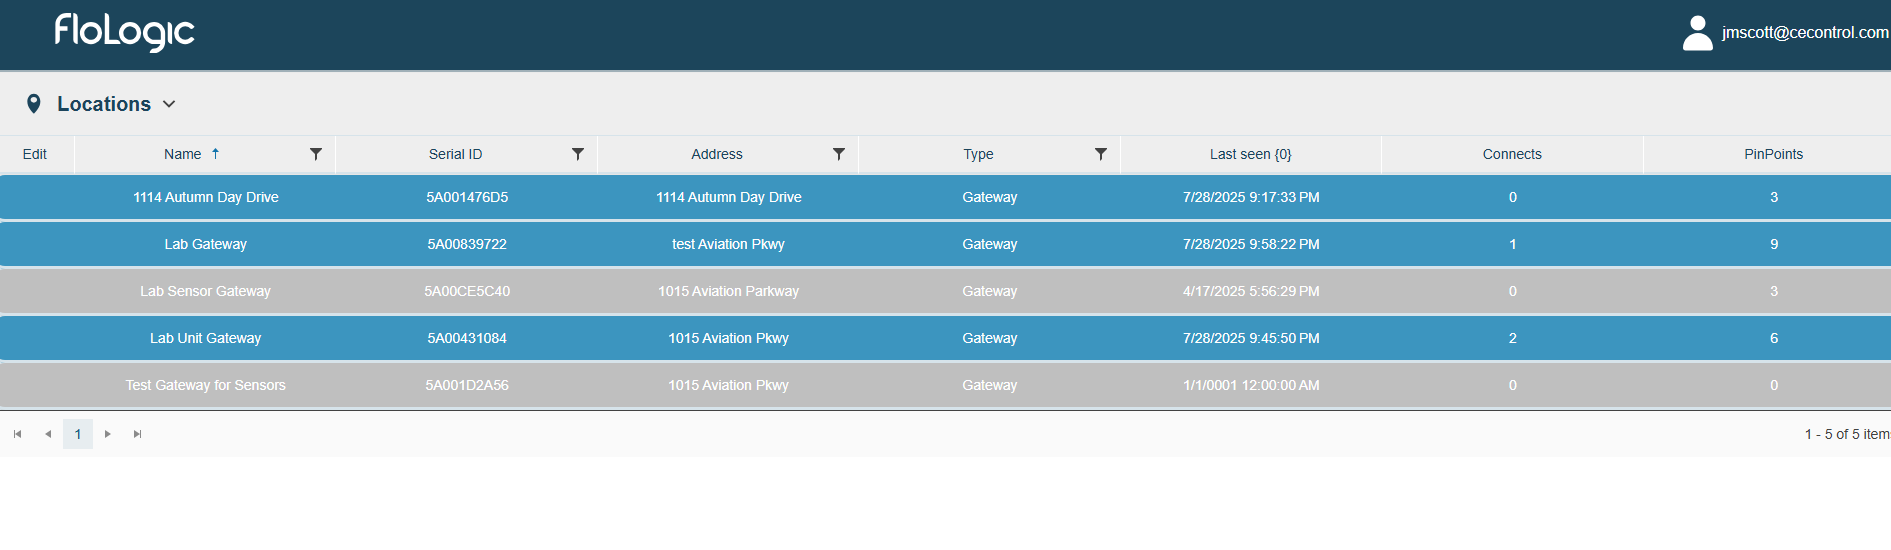 floLogic
jmscott@cecontrol.com
Locations
Edit Name ↑ Serial ID Address Type Last seen {0} Connects PinPoints
1114 Autumn Day Drive 5A001476D5 1114 Autumn Day Drive Gateway 7/28/2025 9:17:33 PM 0 3
Lab Gateway 5A00839722 test Aviation Pkwy Gateway 7/28/2025 9:58:22 PM 1 9
Lab Sensor Gateway 5A00CE5C40 1015 Aviation Parkway Gateway 4/17/2025 5:56:29 PM 0 3
Lab Unit Gateway 5A00431084 1015 Aviation Pkwy Gateway 7/28/2025 9:45:50 PM 2 6
Test Gateway for Sensors 5A001D2A56 1015 Aviation Pkwy Gateway 1/1/0001 12:00:00 AM 0 0
1 1 - 5 of 5 item